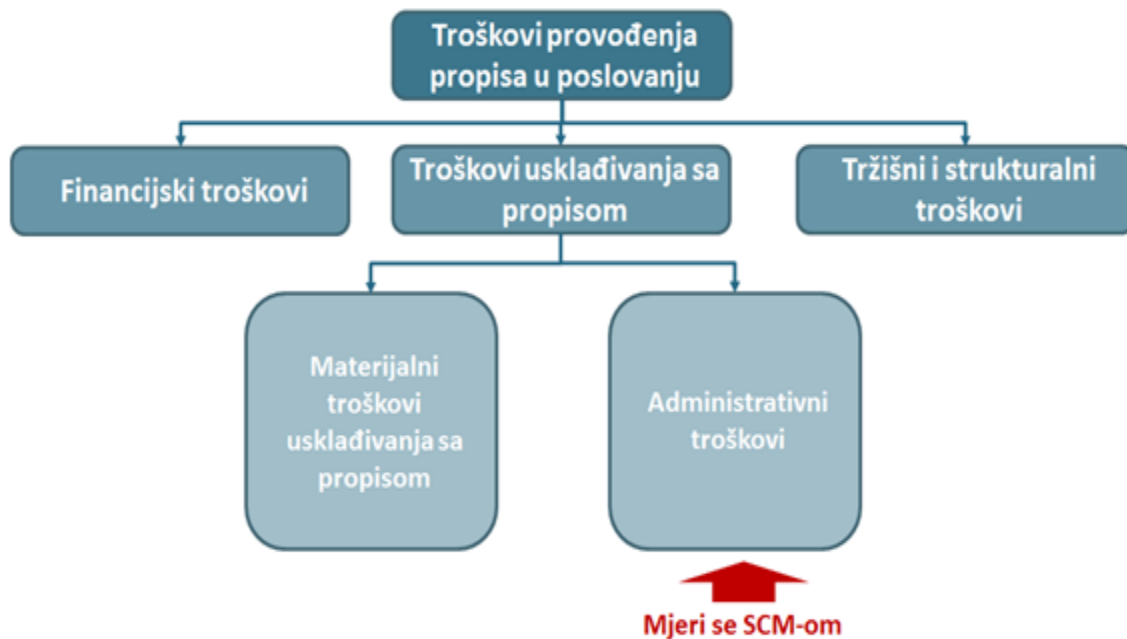 Troškovi provođenja
propisa u poslovanju
Financijski troškovi
Troškovi usklađivanja sa
propisom
Tržišni i strukturalni
troškovi
Materijalni
troškovi
usklađivanja sa
propisom
Administrativni
troškovi
Mjeri se SCM-om